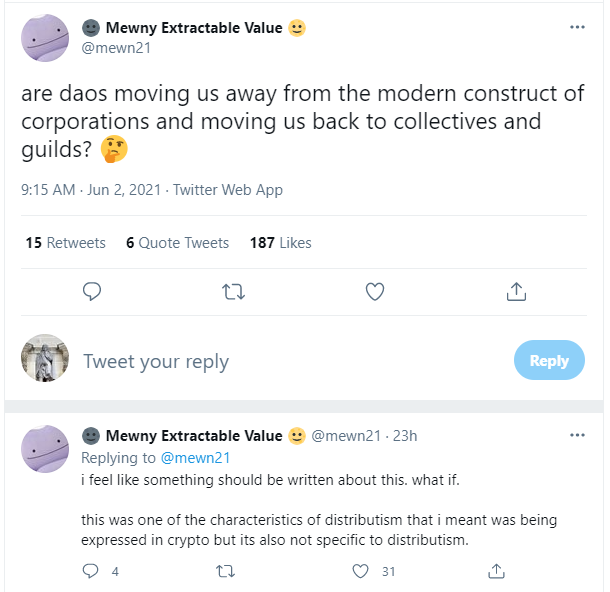 🌚 Mewny Extractable Value 🌝
@mewn21
are daos moving us away from the modern construct of
corporations and moving us back to collectives and
guilds? 🤔
9:15 AM · Jun 2, 2021 · Twitter Web App
15 Retweets 6 Quote Tweets 187 Likes
Tweet your reply
Reply
🌚 Mewny Extractable Value 🌝 @mewn21 · 23h
Replying to @mewn21
i feel like something should be written about this. what if.
this was one of the characteristics of distributism that i meant was being
expressed in crypto but its also not specific to distributism.
4 31